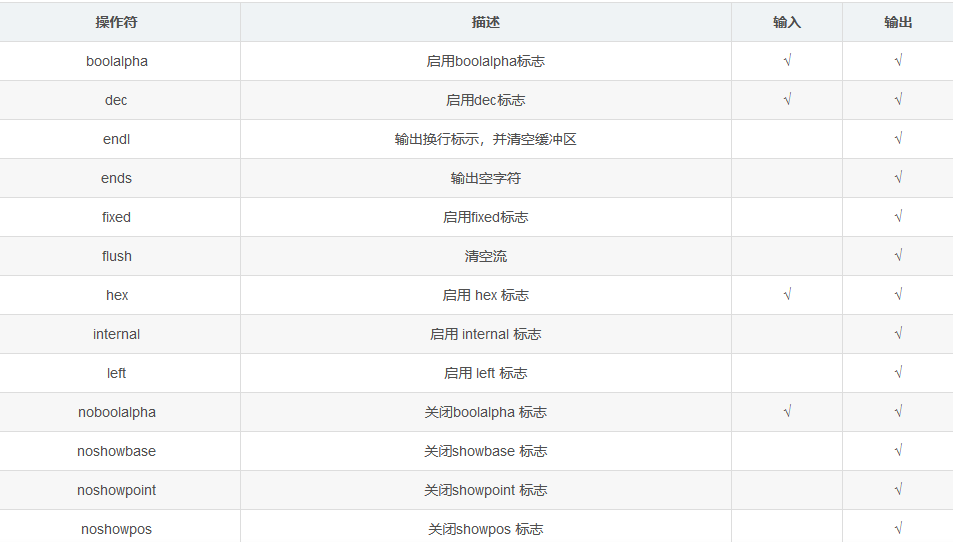 操作符 描述 输入 输出
boolalpha 启用boolalpha标志 √ √
dec 启用dec标志 √ √
endl 输出换行标示，并清空缓冲区 √
ends 输出空字符 √
fixed 启用fixed标志 √
flush 清空流 √
hex 启用 hex 标志 √ √
internal 启用 internal 标志 √
left 启用 left 标志 √
noboolalpha 关闭boolalpha 标志 √ √
noshowbase 关闭showbase 标志 √
noshowpoint 关闭showpoint 标志 √
noshowpos 关闭showpos 标志 √